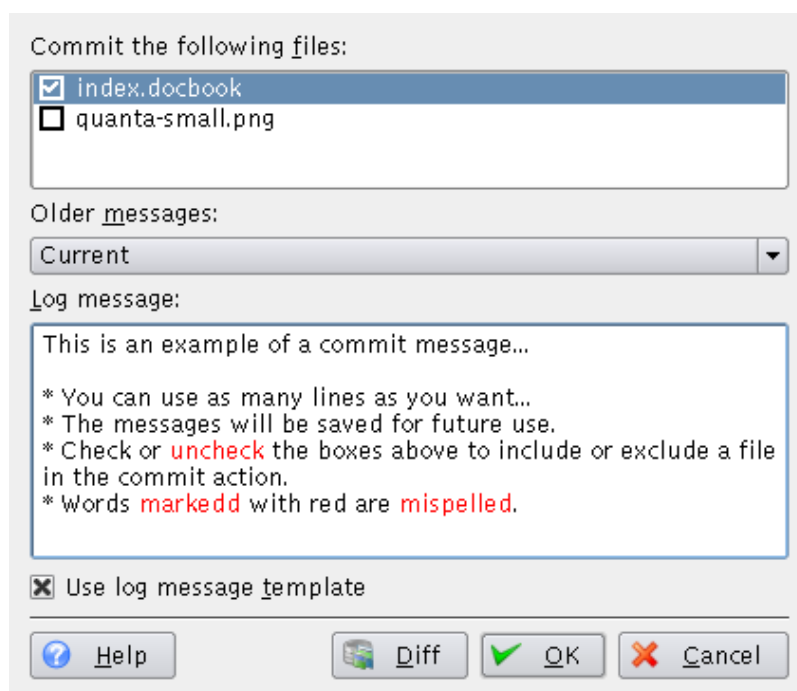 Commit the following files:
index.docbook
quanta-small.png
Older messages:
Current
Log message:
This is an example of a commit message...
* You can use as many lines as you want...
* The messages will be saved for future use.
* Check or uncheck the boxes above to include or exclude a file
in the commit action.
* Words markedd with red are mispelled.
Use log message template
Help Diff OK Cancel